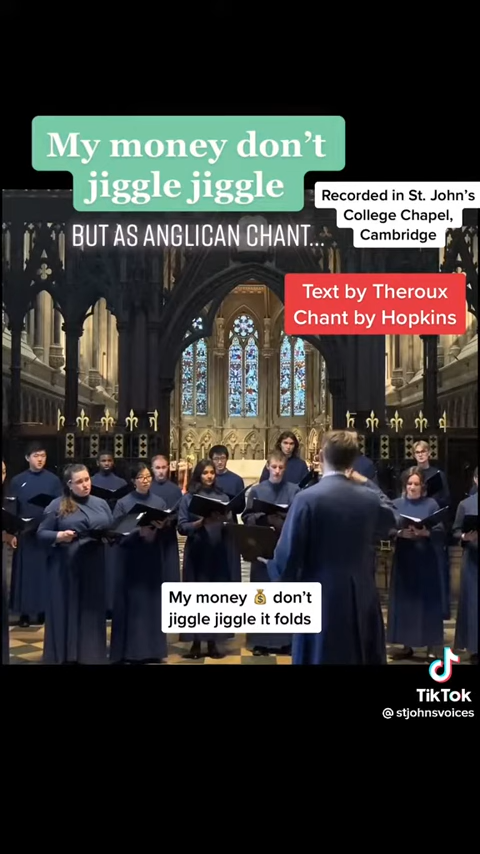 My money don't
jiggle jiggle
BUT AS ANGLICAN CHANT...
Recorded in St. John's
College Chapel,
Cambridge
Text by Theroux
Chant by Hopkins
My money 💰 don't
jiggle jiggle it folds
TikTok
@stjohnsvoices